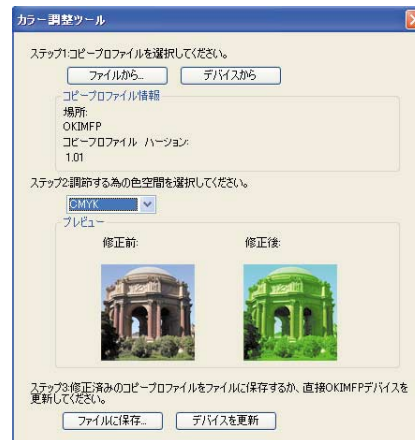 カラー調整ツール
ステップ1:コピープロファイルを選択してください。
ファイルから...
デバイスから
コピープロファイル情報
場所:
OKIMFP
コピープロファイル バージョン:
1.01
ステップ2:調節する為の色空間を選択してください。
CMYK
プレビュー
修正前:
修正後:
ステップ3:修正済みのコピープロファイルをファイルに保存するか、直接OKIMFPデバイスを
更新してください。
ファイルに保存...
デバイスを更新